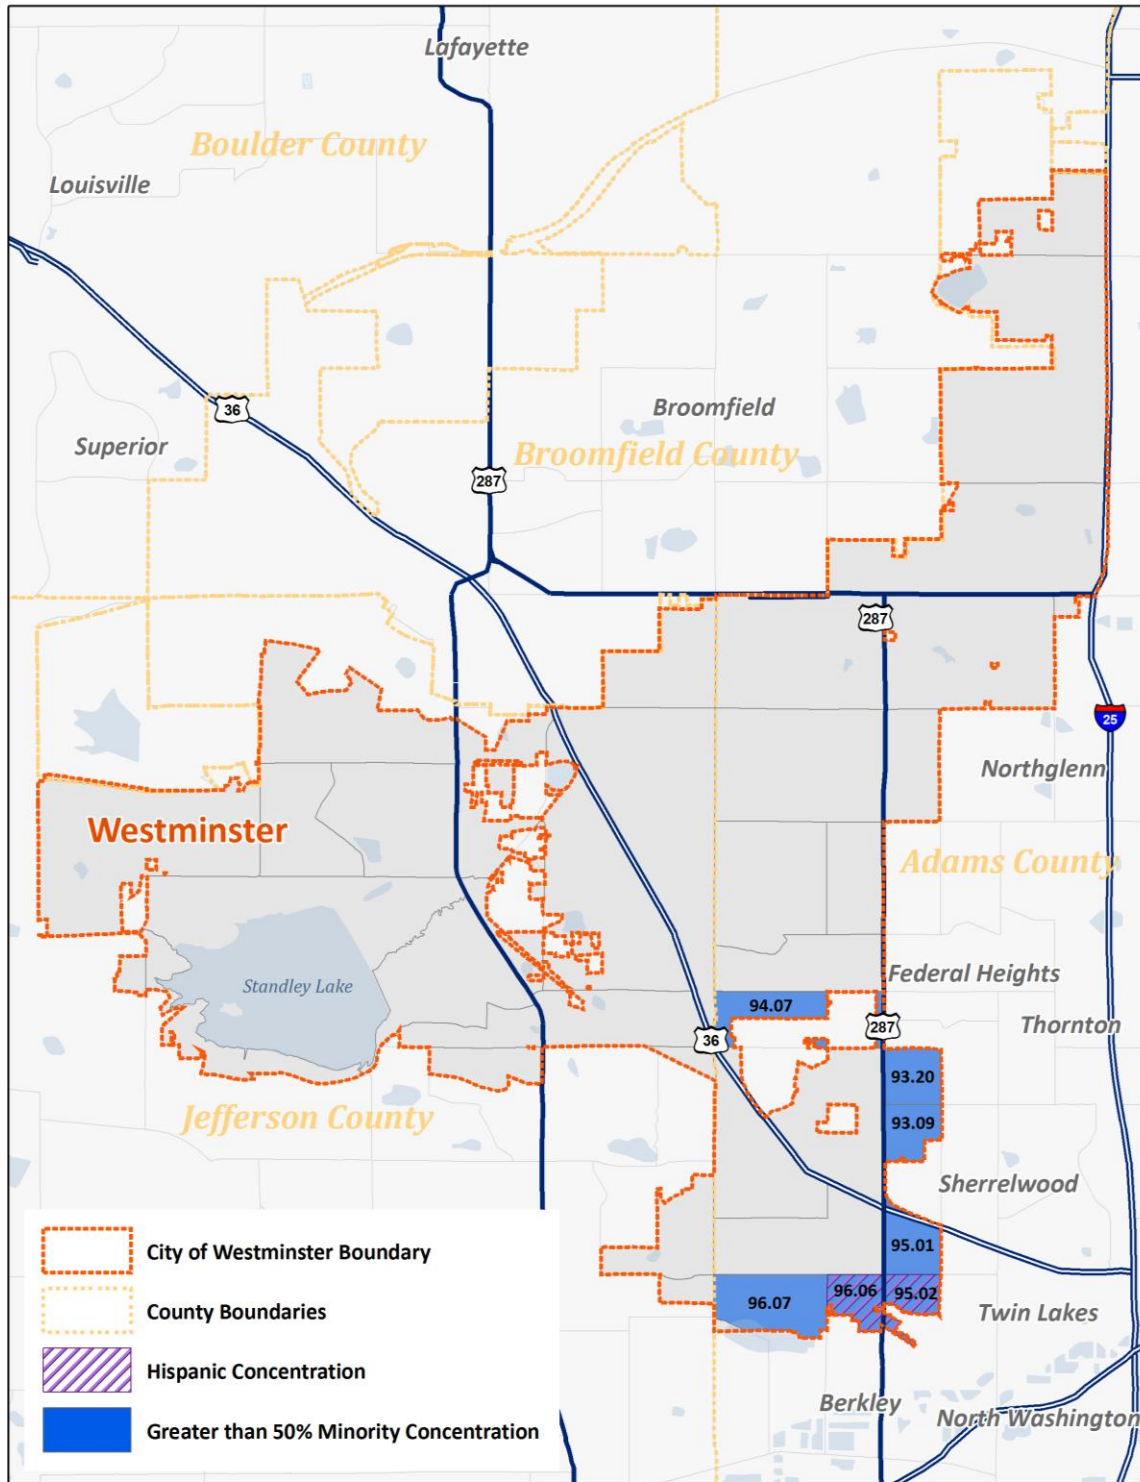 Lafayette
Boulder County
Louisville
36
Broomfield
Superior
Broomfield County
287
287
25
Northglenn
Westminster
Adams County
Federal Heights
Standley Lake
94.07
287
Thornton
36
93.20
Jefferson County
93.09
Sherrelwood
95.01
96.06
95.02
96.07
Twin Lakes
Berkley
North Washington
City of Westminster Boundary
County Boundaries
Hispanic Concentration
Greater than 50% Minority Concentration